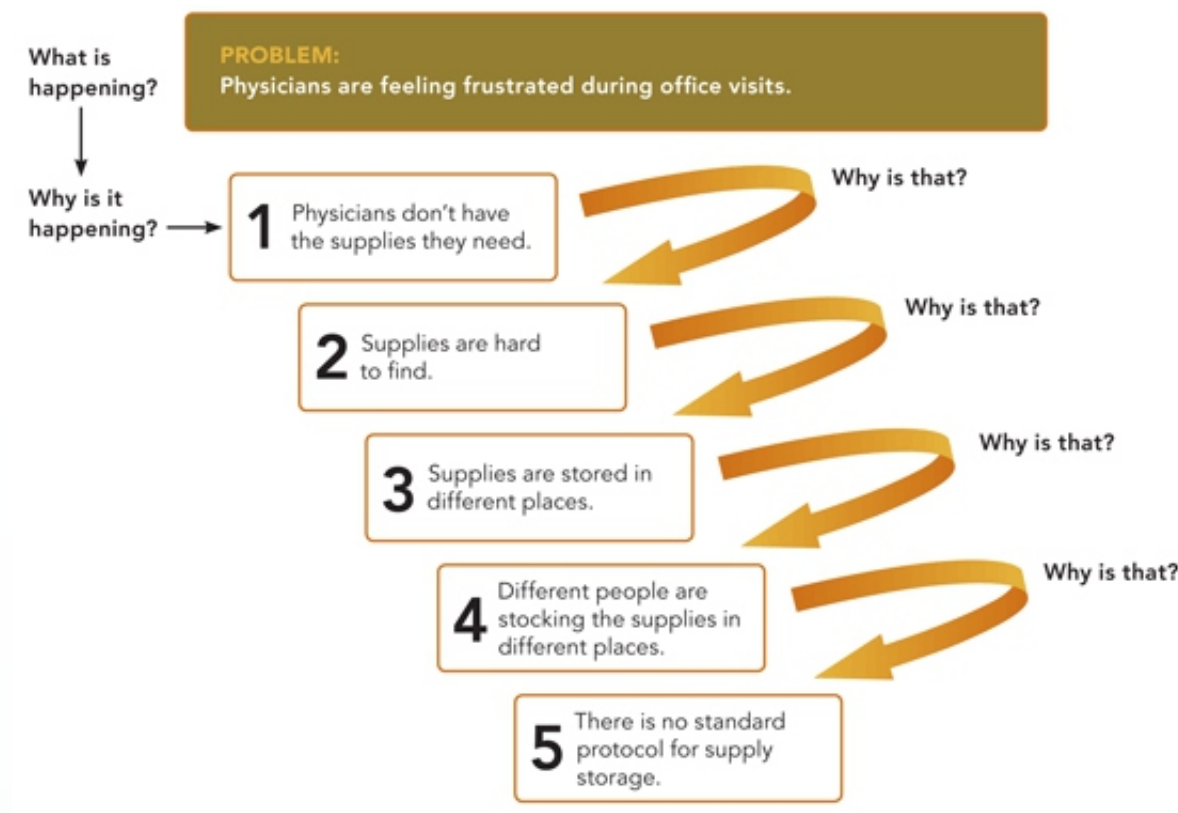 What is
happening?
PROBLEM:
Physicians are feeling frustrated during office visits.
Why is it
happening?
1
Physicians don’t have
the supplies they need.
Why is that?
2
Supplies are hard
to find.
Why is that?
3
Supplies are stored in
different places.
Why is that?
4
Different people are
stocking the supplies in
different places.
Why is that?
5
There is no standard
protocol for supply
storage.